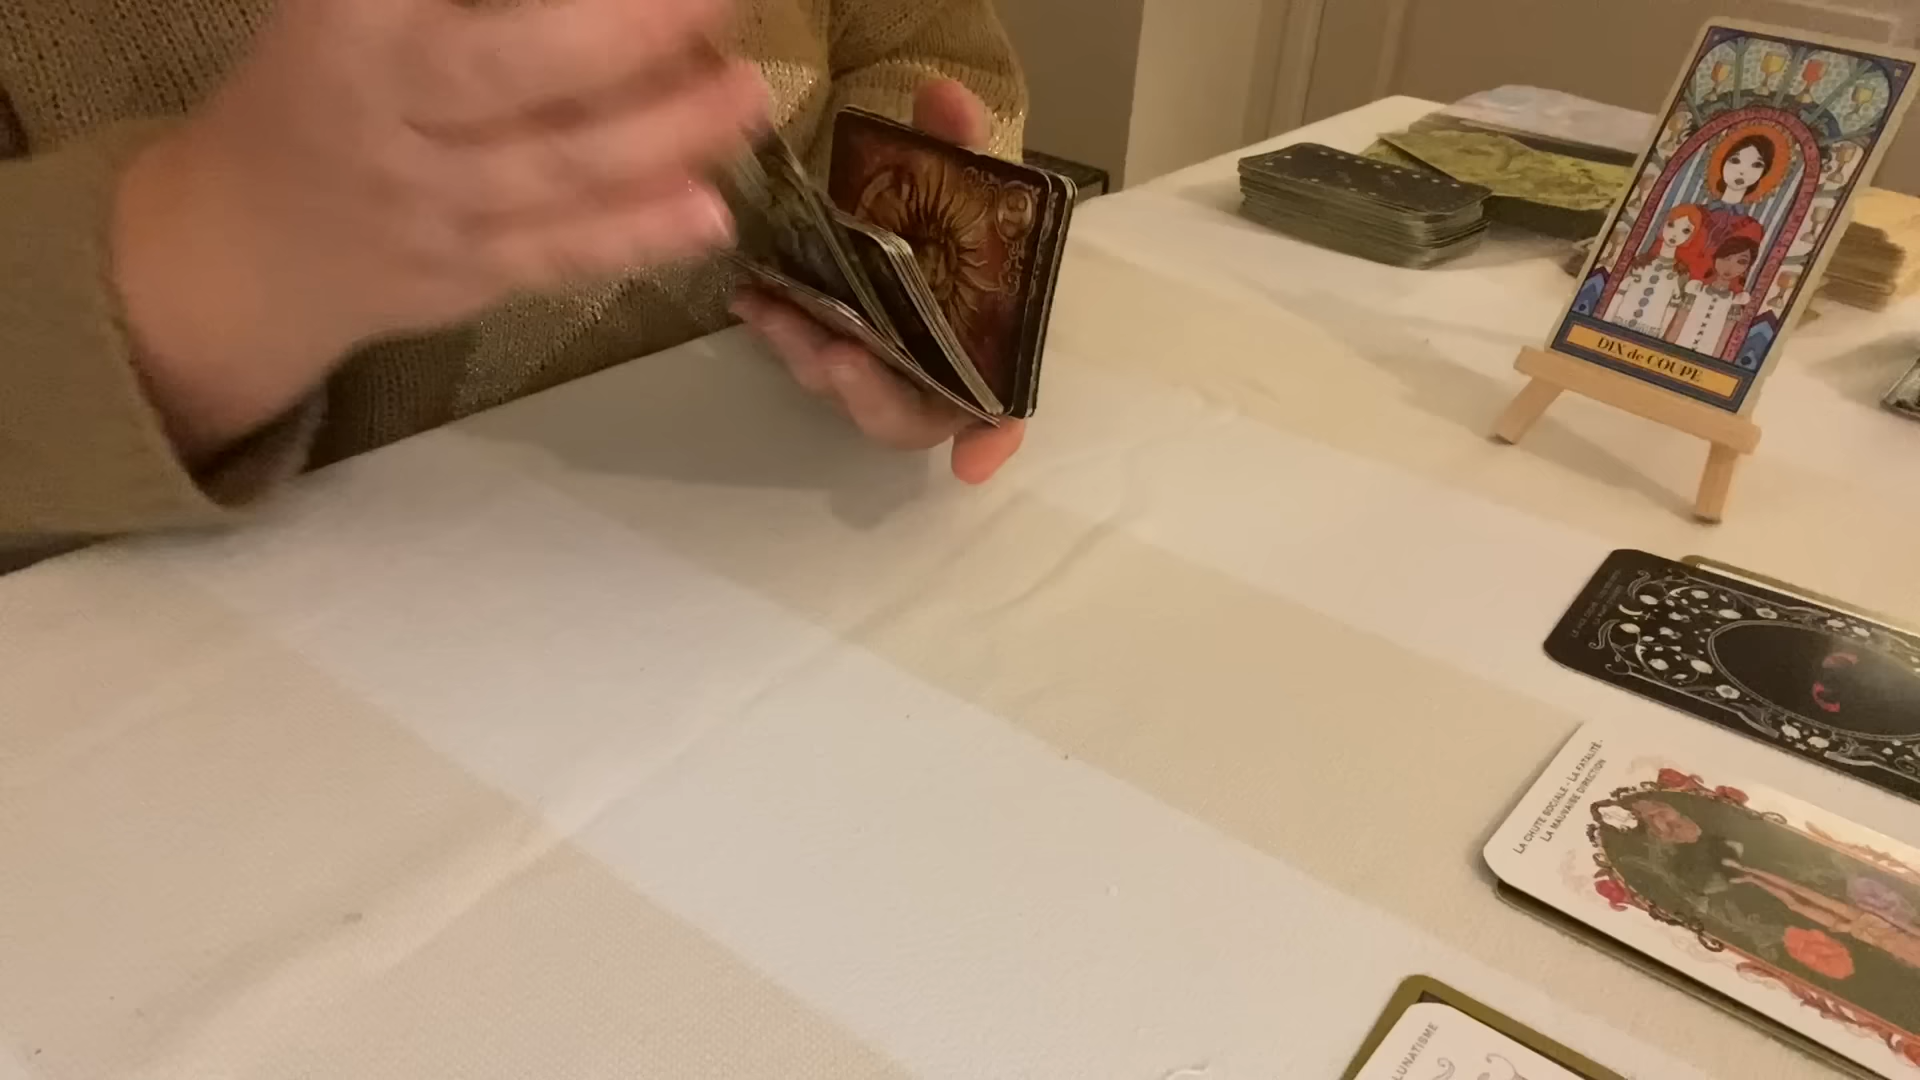 DIX de COUPE
LA CHUTE SOCIALE - LA FATALITÉ -
LA MAUVAISE DIRECTION
LUNATISME